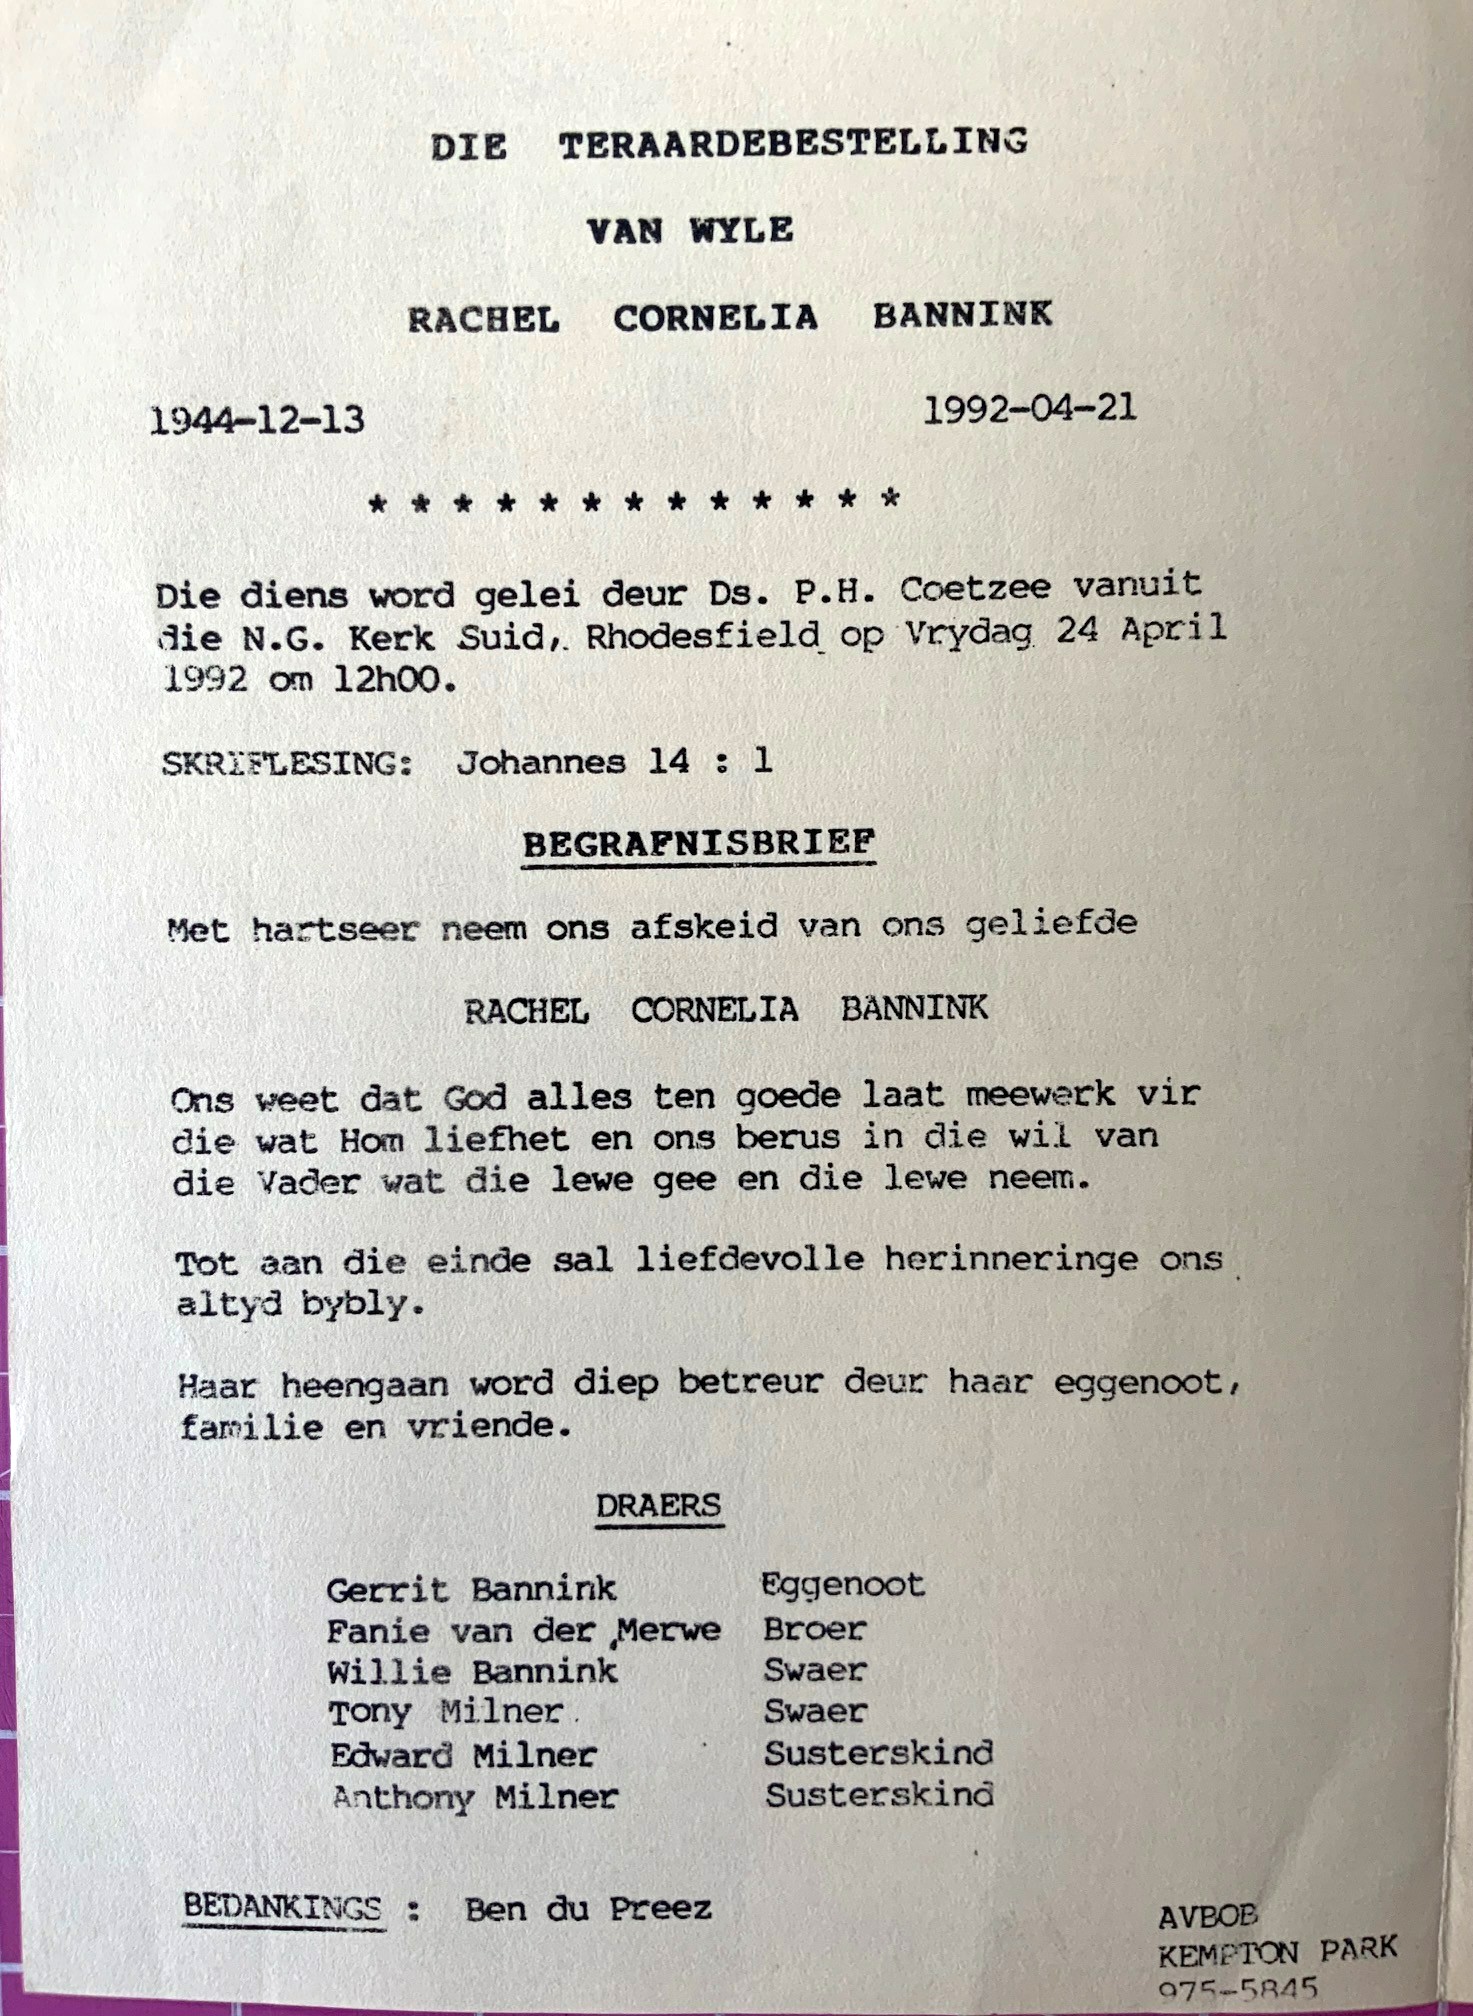 DIE TERAARDEBESTELLING
VAN WYLE
RACHEL CORNELIA BANNINK
1944-12-13 1992-04-21
* * * * * * * * * * * * *
Die diens word gelei deur Ds. P.H. Coetzee vanuit
die N.G. Kerk Suid, Rhodesfield op Vrydag 24 April
1992 om 12h00.
SKRIFLESING: Johannes 14 : 1
BEGRAFNISBRIEF
Met hartseer neem ons afskeid van ons geliefde
RACHEL CORNELIA BANNINK
Ons weet dat God alles ten goede laat meewerk vir
die wat Hom liefhet en ons berus in die wil van
die Vader wat die lewe gee en die lewe neem.
Tot aan die einde sal liefdevolle herinneringe ons
altyd bybly.
Haar heengaan word diep betreur deur haar eggenoot,
familie en vriende.
DRAERS
Gerrit Bannink Eggenoot
Fanie van der Merwe Broer
Willie Bannink Swaer
Tony Milner Swaer
Edward Milner Susterskind
Anthony Milner Susterskind
BEDANKINGS : Ben du Preez
AVBOB
KEMPTON PARK
975-5845